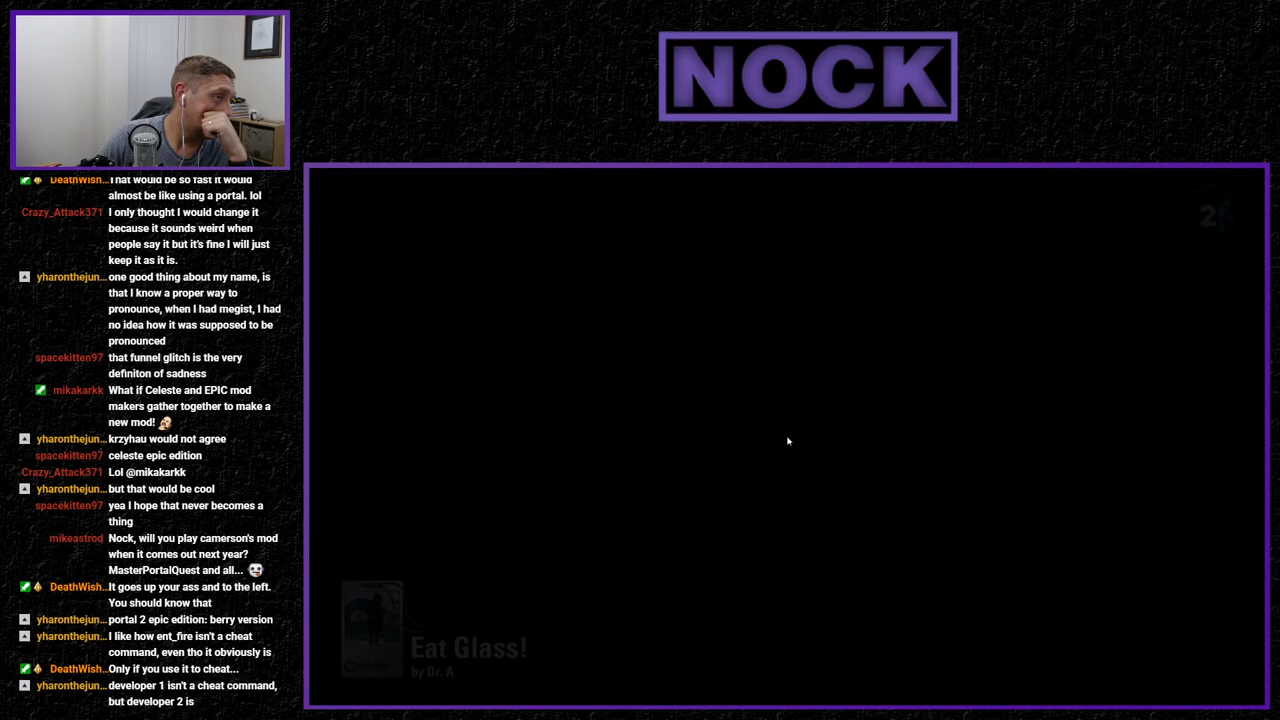 NOCK
DeathWish... That would be so fast it would
almost be like using a portal. lol
Crazy_Attack371 I only thought I would change it
because it sounds weird when
people say it but it's fine I will just
keep it as it is.
yharonthejun... one good thing about my name, is
that I know a proper way to
pronounce, when I had megist, I had
no idea how it was supposed to be
pronounced
spacekitten97 that funnel glitch is the very
definiton of sadness
mikakarkk What if Celeste and EPIC mod
makers gather together to make a
new mod!
yharonthejun... krzyhau would not agree
spacekitten97 celeste epic edition
Crazy_Attack371 Lol @mikakarkk
yharonthejun... but that would be cool
spacekitten97 yea I hope that never becomes a
thing
mikeastrod Nock, will you play camerson's mod
when it comes out next year?
MasterPortalQuest and all...
DeathWish... It goes up your ass and to the left.
You should know that
yharonthejun... portal 2 epic edition: berry version
yharonthejun... I like how ent_fire isn't a cheat
command, even tho it obviously is
DeathWish... Only if you use it to cheat...
yharonthejun... developer 1 isn't a cheat command,
but developer 2 is
2
Eat Glass!
by Dr. A